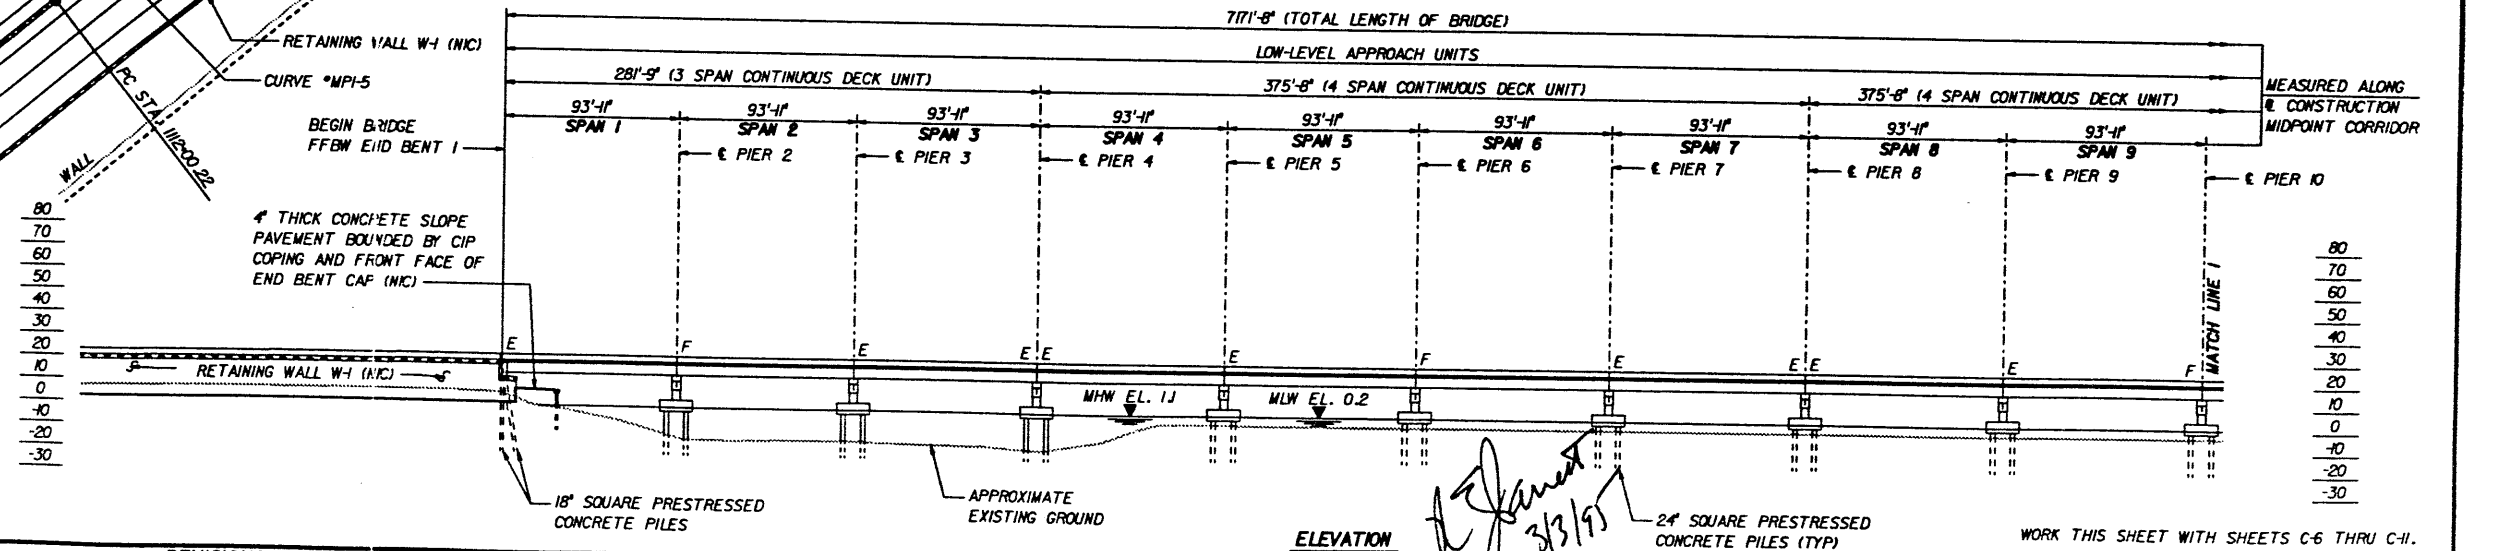 7171'-8" (TOTAL LENGTH OF BRIDGE)
LOW-LEVEL APPROACH UNITS
RETAINING WALL W-1 (NIC)
CURVE *MP1-5
PC STA. 1112+00.22
WALL
281'-9" (3 SPAN CONTINUOUS DECK UNIT)
375'-8" (4 SPAN CONTINUOUS DECK UNIT)
375'-8" (4 SPAN CONTINUOUS DECK UNIT)
MEASURED ALONG
℄ CONSTRUCTION
MIDPOINT CORRIDOR
BEGIN BRIDGE
FFBW END BENT 1
93'-11" 93'-11" 93'-11" 93'-11" 93'-11" 93'-11" 93'-11" 93'-11" 93'-11"
SPAN 1 SPAN 2 SPAN 3 SPAN 4 SPAN 5 SPAN 6 SPAN 7 SPAN 8 SPAN 9
℄ PIER 2 ℄ PIER 3 ℄ PIER 4 ℄ PIER 5 ℄ PIER 6 ℄ PIER 7 ℄ PIER 8 ℄ PIER 9 ℄ PIER 10
4" THICK CONCRETE SLOPE
PAVEMENT BOUNDED BY CIP
COPING AND FRONT FACE OF
END BENT CAP (NIC)
80
70
60
50
40
30
20
10
0
-10
-20
-30
MATCH LINE 1
80
70
60
50
40
30
20
10
0
-10
-20
-30
E F E E E E F E E E E F
RETAINING WALL W-1 (NIC)
MHW EL. 1.1
MLW EL. 0.2
18" SQUARE PRESTRESSED
CONCRETE PILES
APPROXIMATE
EXISTING GROUND
3/3/95
24" SQUARE PRESTRESSED
CONCRETE PILES (TYP)
ELEVATION
WORK THIS SHEET WITH SHEETS C-6 THRU C-11.